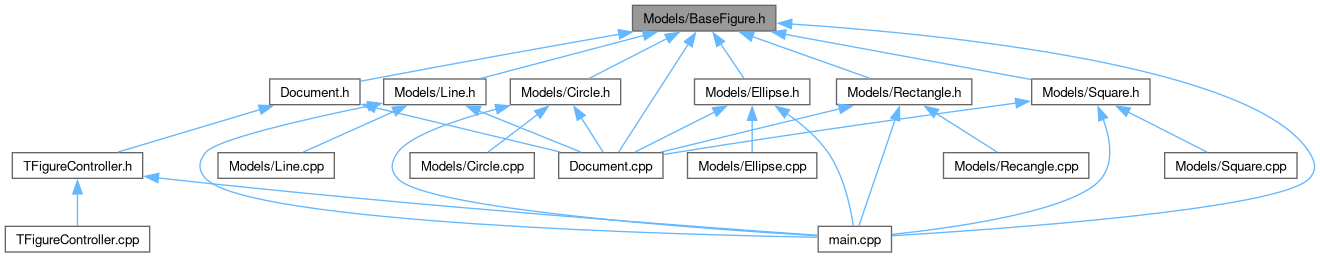 Models/BaseFigure.h
Document.h
Models/Line.h
Models/Circle.h
Models/Ellipse.h
Models/Rectangle.h
Models/Square.h
TFigureController.h
Models/Line.cpp
Models/Circle.cpp
Document.cpp
Models/Ellipse.cpp
Models/Recangle.cpp
Models/Square.cpp
TFigureController.cpp
main.cpp